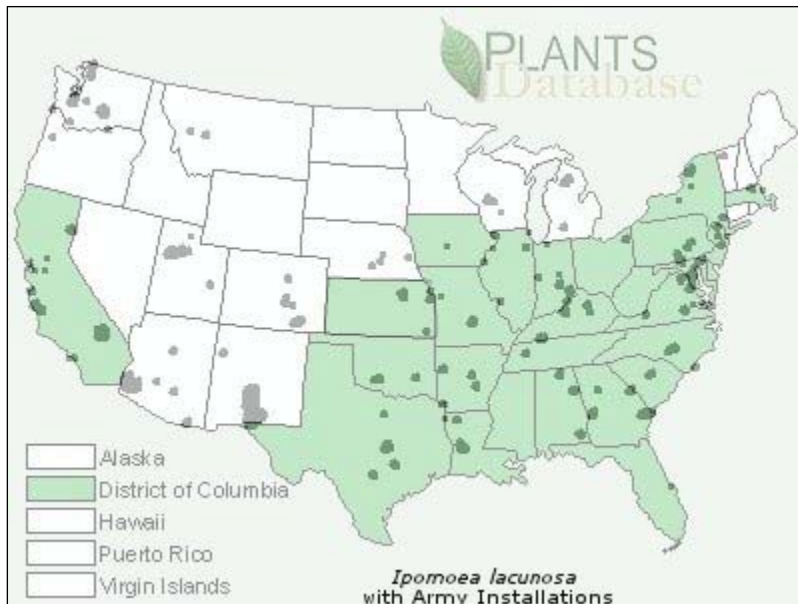 PLANTS
Database
Alaska
District of Columbia
Hawaii
Puerto Rico
Virgin Islands
Ipomoea lacunosa
with Army Installations